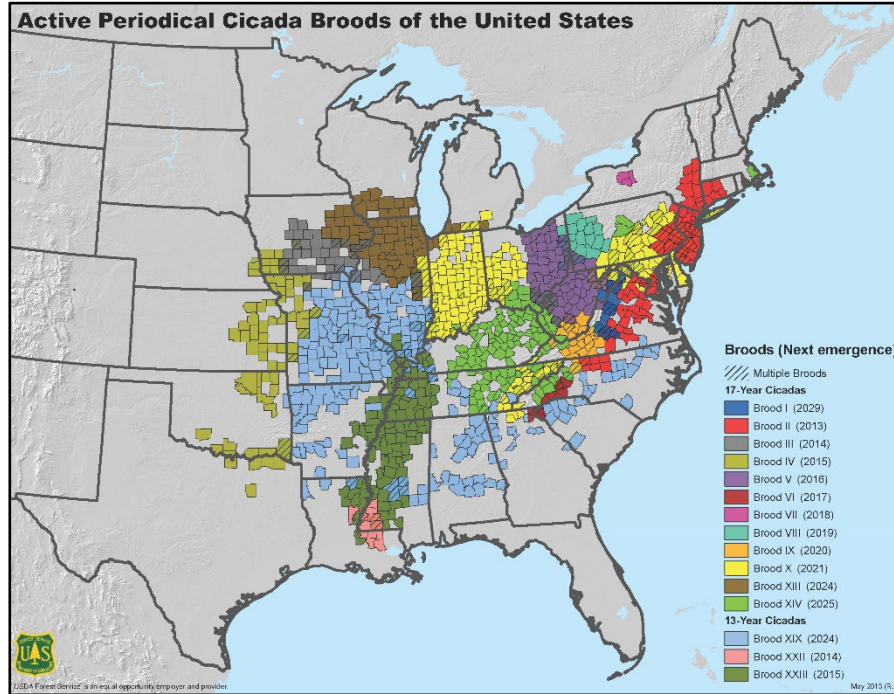 Active Periodical Cicada Broods of the United States
Broods (Next emergence)
Multiple Broods
17-Year Cicadas
Brood I (2029)
Brood II (2013)
Brood III (2014)
Brood IV (2015)
Brood V (2016)
Brood VI (2017)
Brood VII (2018)
Brood VIII (2019)
Brood IX (2020)
Brood X (2021)
Brood XIII (2024)
Brood XIV (2025)
13-Year Cicadas
Brood XIX (2024)
Brood XXII (2014)
Brood XXIII (2015)
FOREST SERVICE
U S
USDA Forest Service is an equal opportunity employer and provider.
May 2013 (R